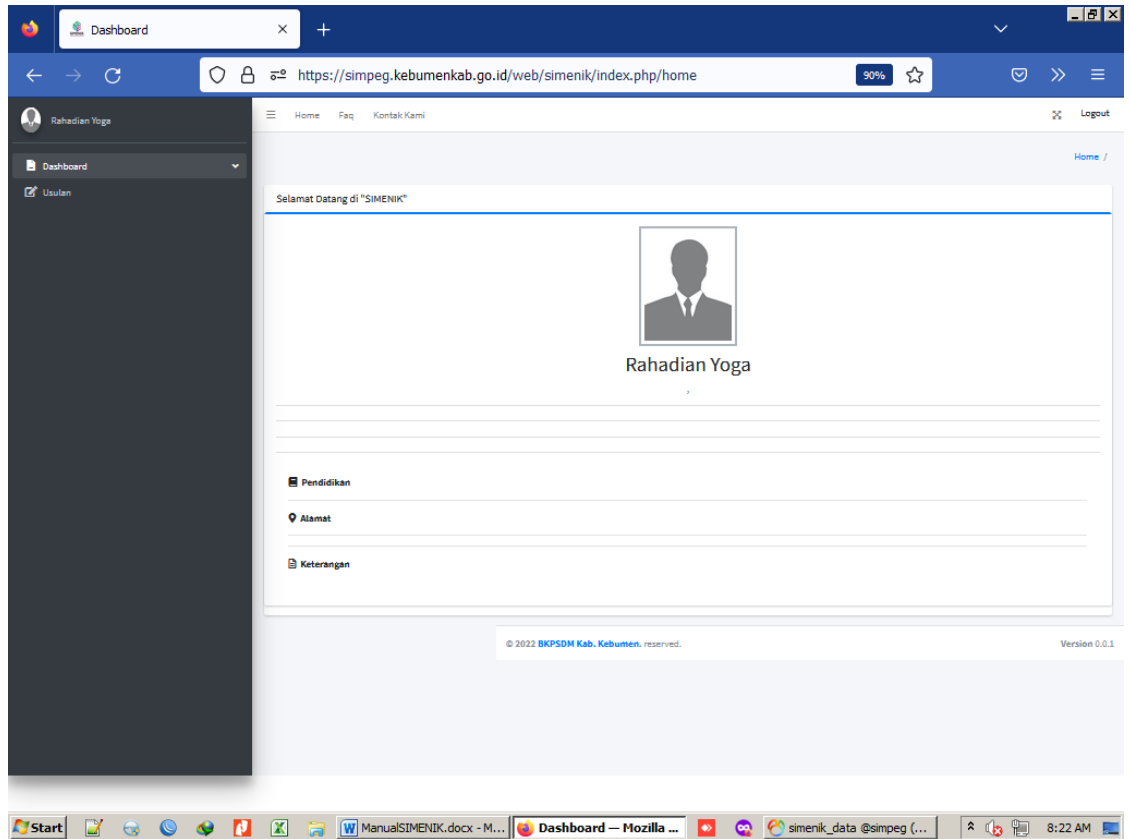 Dashboard
https://simpeg.kebumenkab.go.id/web/simenik/index.php/home
90%
Rahadian Yoga
Home Faq Kontak Kami
Logout
Dashboard
Usulan
Home /
Selamat Datang di "SIMENIK"
Rahadian Yoga
,
Pendidikan
Alamat
Keterangan
© 2022 BKPSDM Kab. Kebumen. reserved.
Version 0.0.1
Start
ManualSIMENIK.docx - M...
Dashboard — Mozilla ...
simenik_data @simpeg (...
8:22 AM